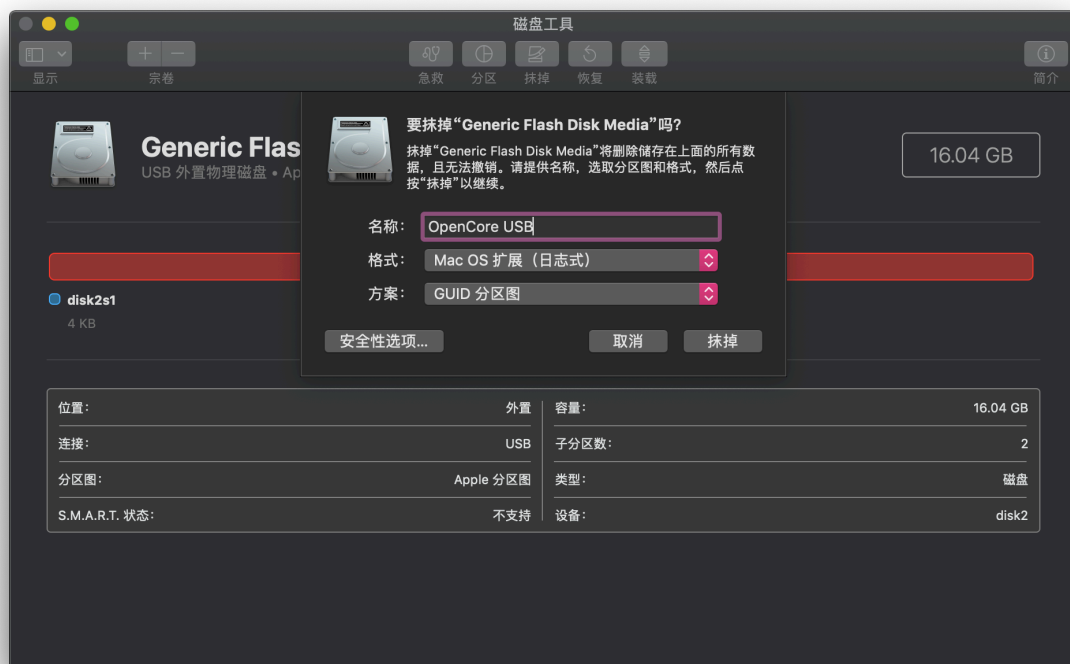 磁盘工具
显示
宗卷
急救
分区
抹掉
恢复
装载
简介
Generic Flas
USB 外置物理磁盘 • Ap
16.04 GB
要抹掉“Generic Flash Disk Media”吗?
抹掉“Generic Flash Disk Media”将删除储存在上面的所有数
据，且无法撤销。请提供名称，选取分区图和格式，然后点
按“抹掉”以继续。
名称: OpenCore USB
格式: Mac OS 扩展（日志式）
方案: GUID 分区图
安全性选项...
取消
抹掉
disk2s1
4 KB
位置: 外置
容量: 16.04 GB
连接: USB
子分区数: 2
分区图: Apple 分区图
类型: 磁盘
S.M.A.R.T. 状态: 不支持
设备: disk2